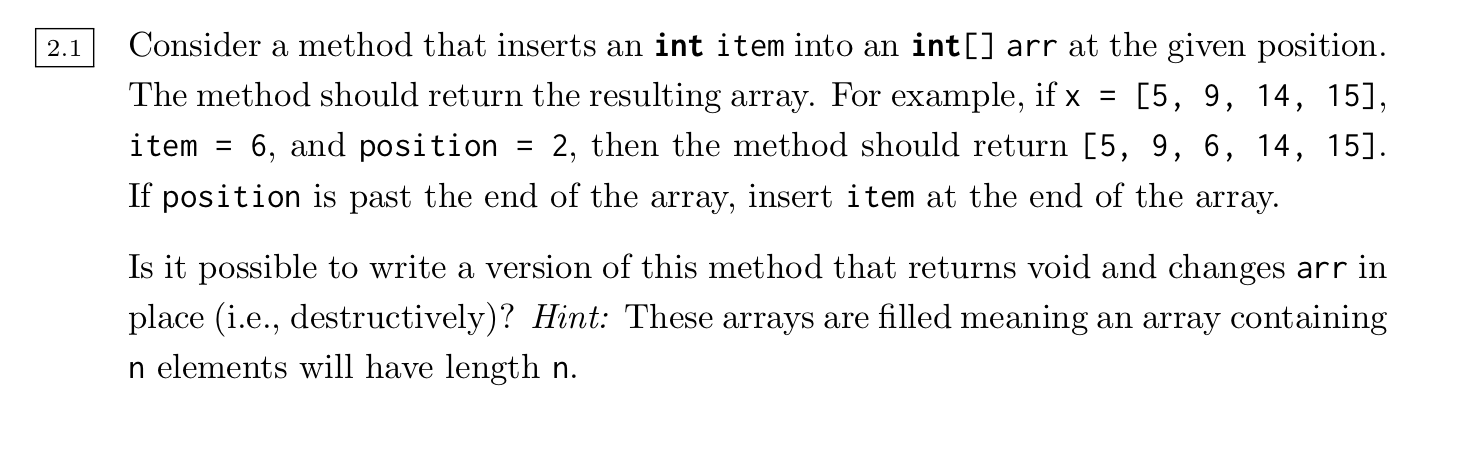 2.1 Consider a method that inserts an int item into an int[] arr at the given position.
The method should return the resulting array. For example, if x = [5, 9, 14, 15],
item = 6, and position = 2, then the method should return [5, 9, 6, 14, 15].
If position is past the end of the array, insert item at the end of the array.
Is it possible to write a version of this method that returns void and changes arr in
place (i.e., destructively)? Hint: These arrays are filled meaning an array containing
n elements will have length n.